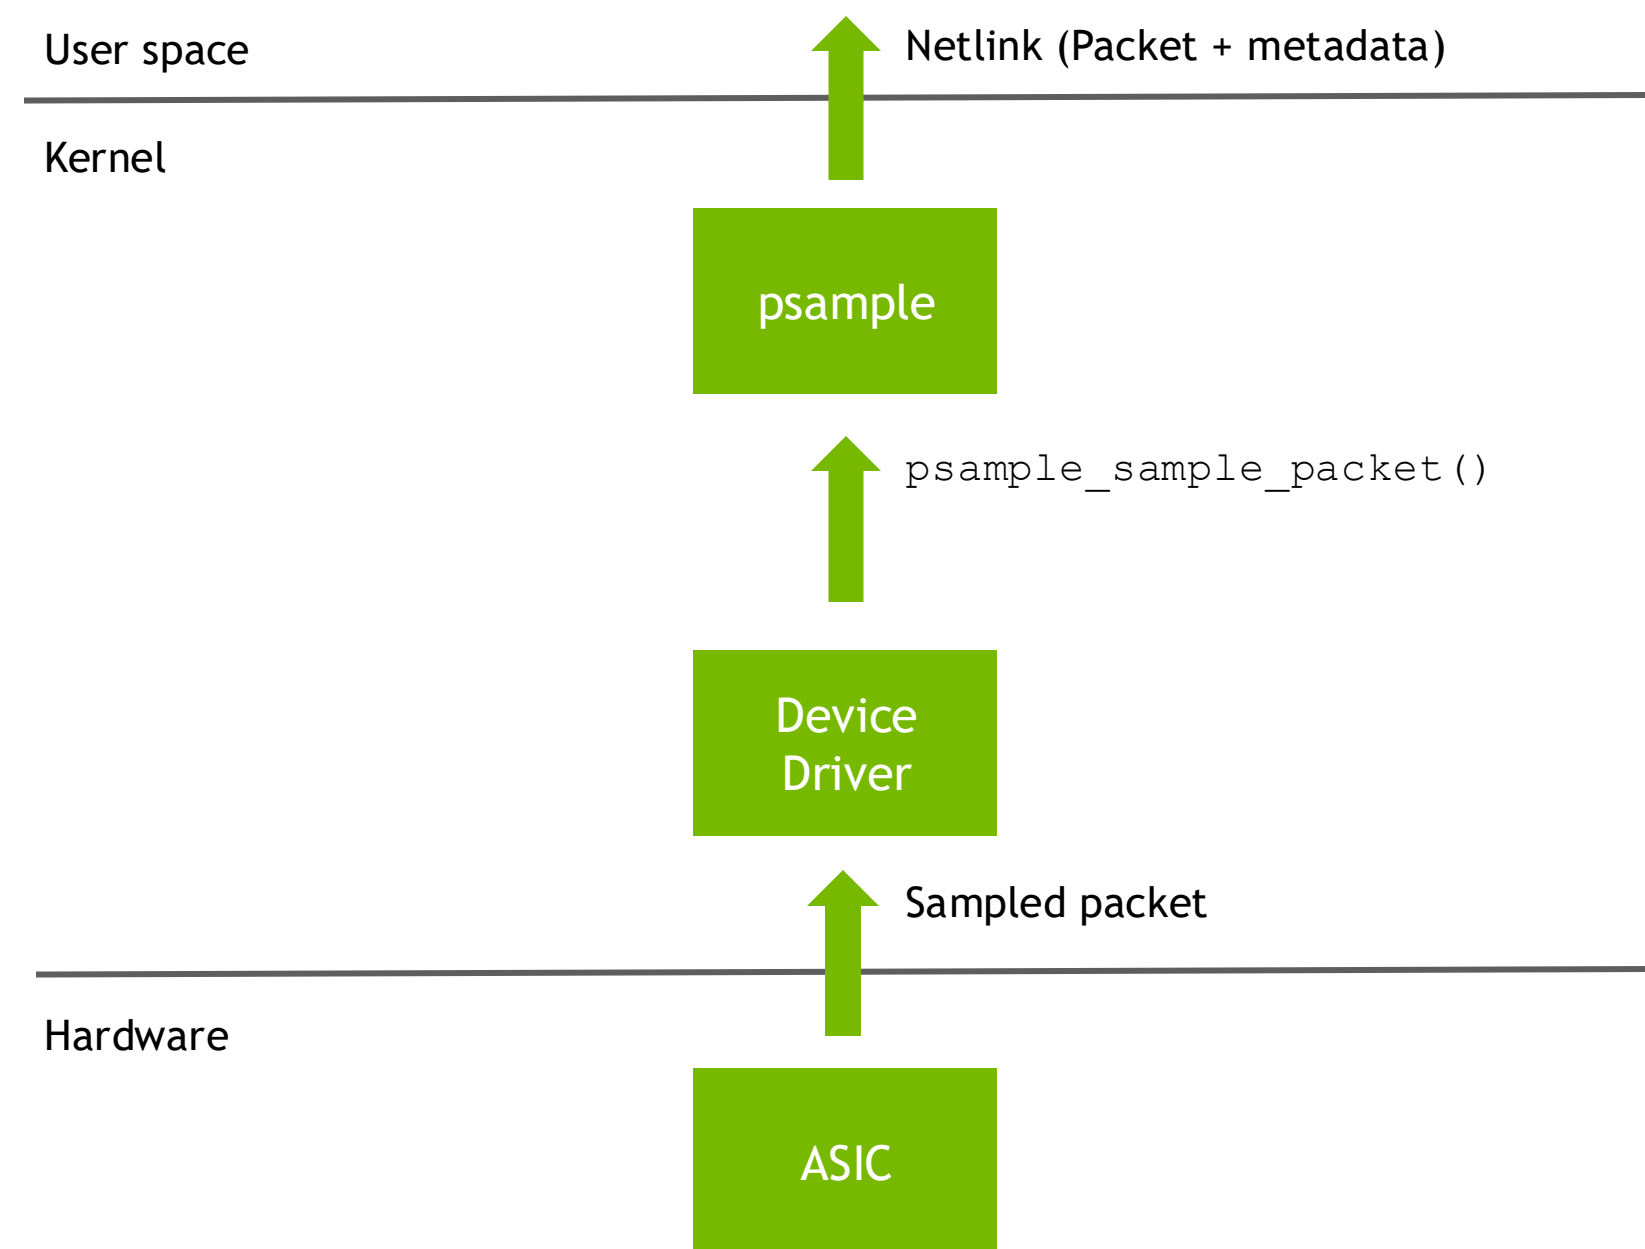 User space
Netlink (Packet + metadata)
Kernel
psample
psample_sample_packet()
Device
Driver
Sampled packet
Hardware
ASIC